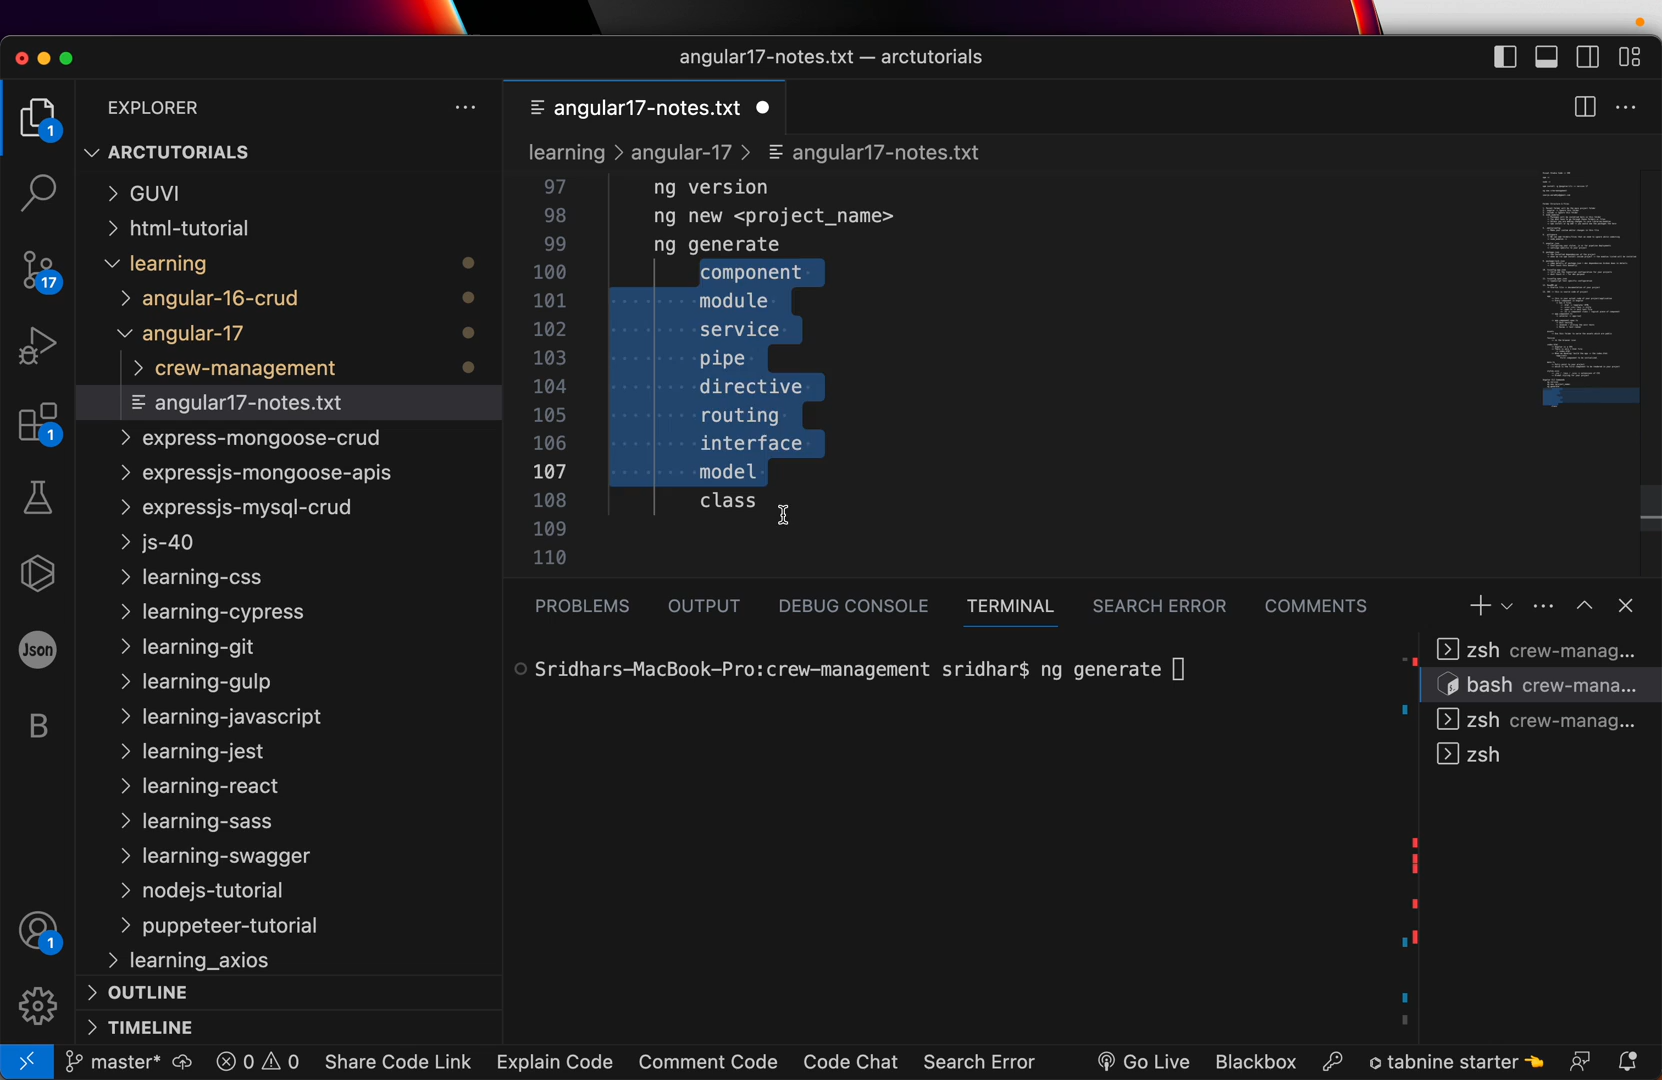 angular17-notes.txt — arctutorials
EXPLORER
ARCTUTORIALS
GUVI
html-tutorial
learning
angular-16-crud
angular-17
crew-management
angular17-notes.txt
express-mongoose-crud
expressjs-mongoose-apis
expressjs-mysql-crud
js-40
learning-css
learning-cypress
learning-git
learning-gulp
learning-javascript
learning-jest
learning-react
learning-sass
learning-swagger
nodejs-tutorial
puppeteer-tutorial
learning_axios
OUTLINE
TIMELINE
1
17
1
Json
B
1
angular17-notes.txt
learning > angular-17 > angular17-notes.txt
97 ng version
98 ng new <project_name>
99 ng generate
100 component
101 module
102 service
103 pipe
104 directive
105 routing
106 interface
107 model
108 class
109
110
PROBLEMS OUTPUT DEBUG CONSOLE TERMINAL SEARCH ERROR COMMENTS
Sridhars-MacBook-Pro:crew-management sridhar$ ng generate
zsh crew-manag...
bash crew-mana...
zsh crew-manag...
zsh
master* 0 0 Share Code Link Explain Code Comment Code Code Chat Search Error Go Live Blackbox tabnine starter